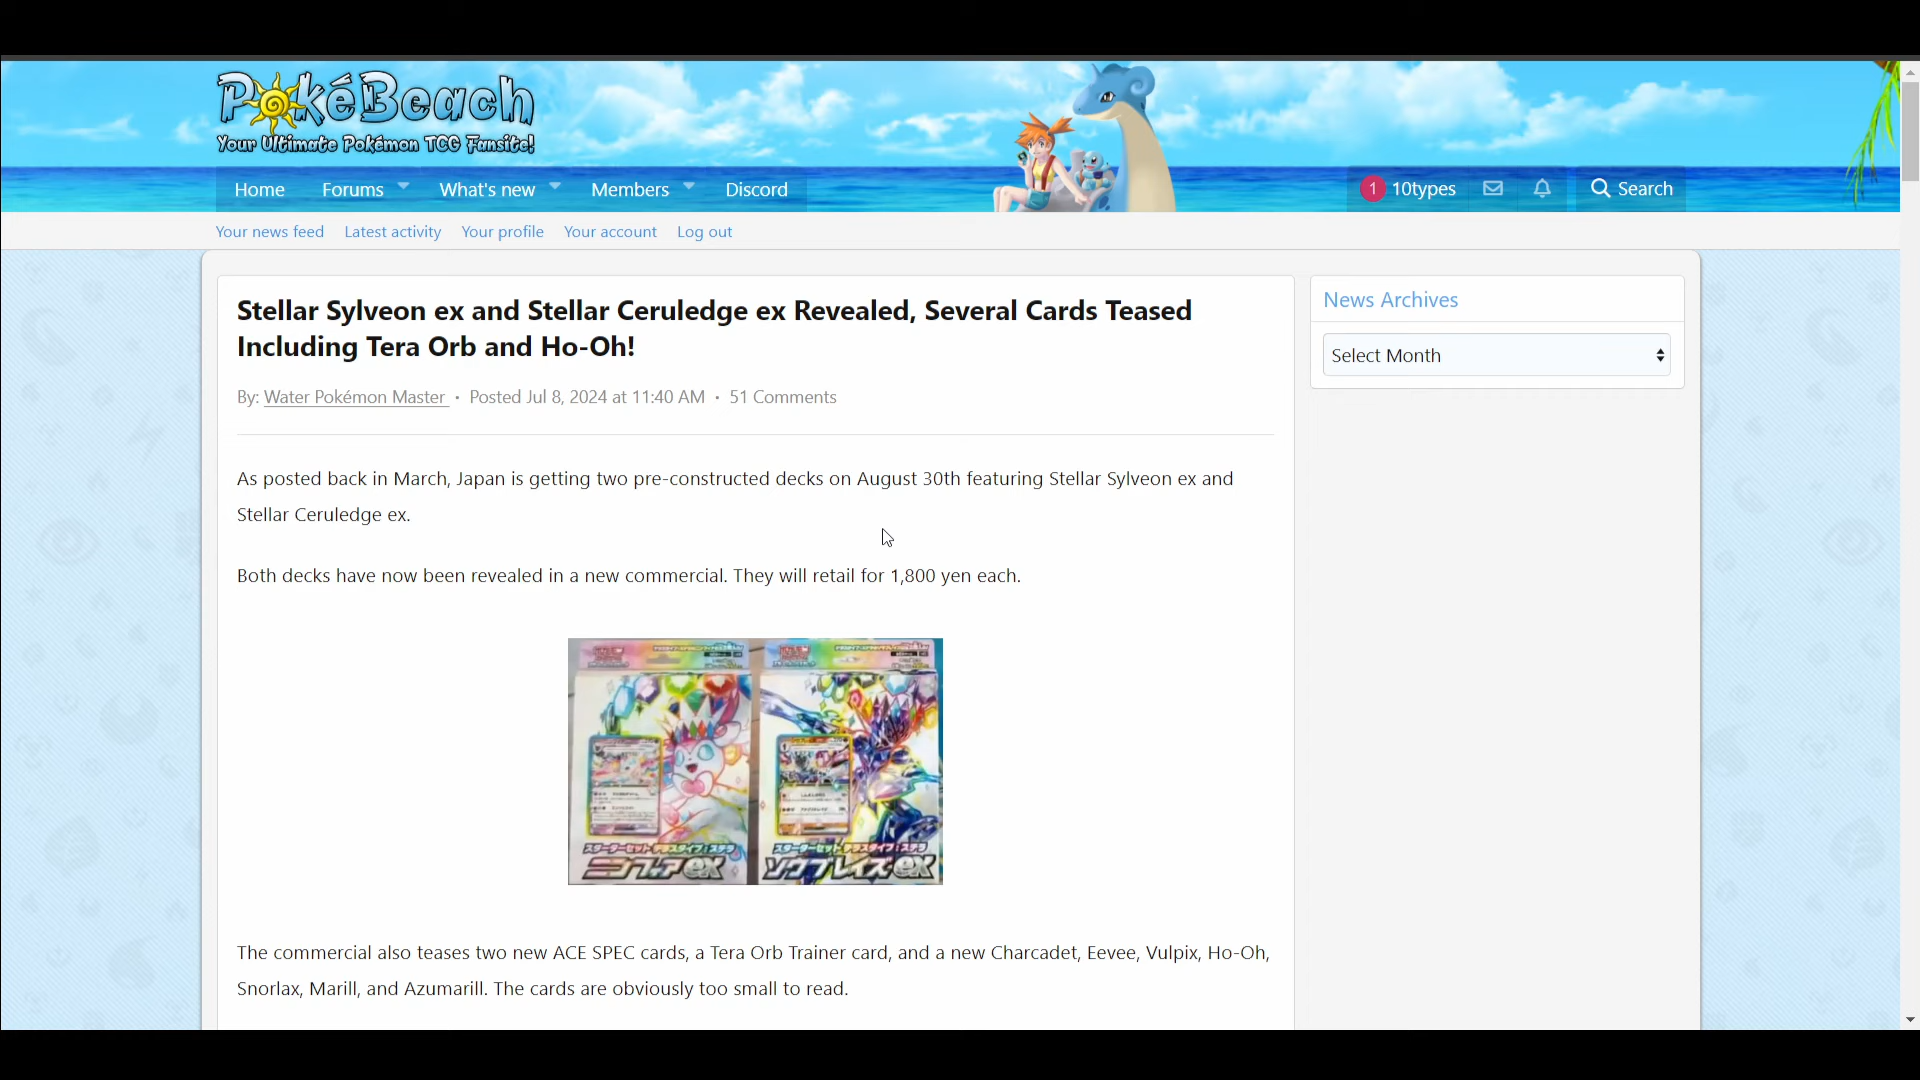 PokéBeach
Your Ultimate Pokémon TCG Fansite!
Home Forums What's new Members Discord
1 10types Search
Your news feed Latest activity Your profile Your account Log out
Stellar Sylveon ex and Stellar Ceruledge ex Revealed, Several Cards Teased
Including Tera Orb and Ho-Oh!
By: Water Pokémon Master • Posted Jul 8, 2024 at 11:40 AM • 51 Comments
News Archives
Select Month
As posted back in March, Japan is getting two pre-constructed decks on August 30th featuring Stellar Sylveon ex and
Stellar Ceruledge ex.
Both decks have now been revealed in a new commercial. They will retail for 1,800 yen each.
ニンフィアex
ソウブレイズex
The commercial also teases two new ACE SPEC cards, a Tera Orb Trainer card, and a new Charcadet, Eevee, Vulpix, Ho-Oh,
Snorlax, Marill, and Azumarill. The cards are obviously too small to read.